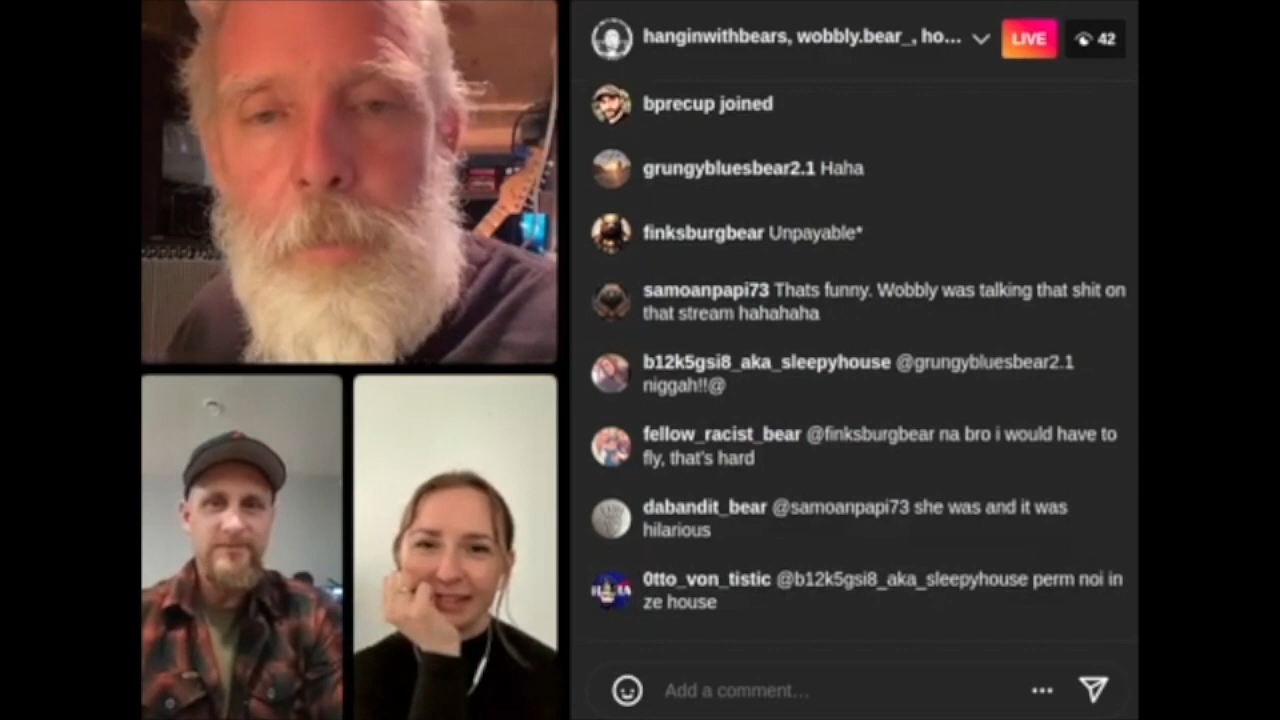 hanginwithbears, wobbly.bear_, ho... LIVE 42
bprecup joined
grungybluesbear2.1 Haha
finksburgbear Unpayable*
samoanpapi73 Thats funny. Wobbly was talking that shit on
that stream hahahaha
b12k5gsi8_aka_sleepyhouse @grungybluesbear2.1
niggah!!@
fellow_racist_bear @finksburgbear na bro i would have to
fly, that's hard
dabandit_bear @samoanpapi73 she was and it was
hilarious
0tto_von_tistic @b12k5gsi8_aka_sleepyhouse perm noi in
ze house
Add a comment...